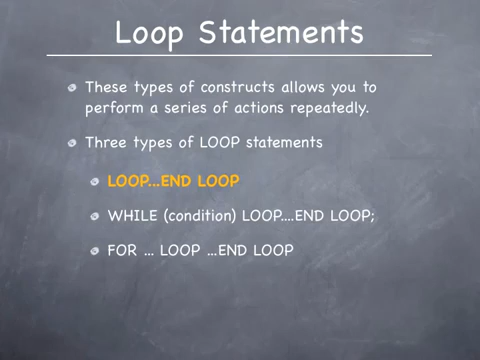 Loop Statements
These types of constructs allows you to
perform a series of actions repeatedly.
Three types of LOOP statements
LOOP...END LOOP
WHILE (condition) LOOP....END LOOP;
FOR ... LOOP ...END LOOP